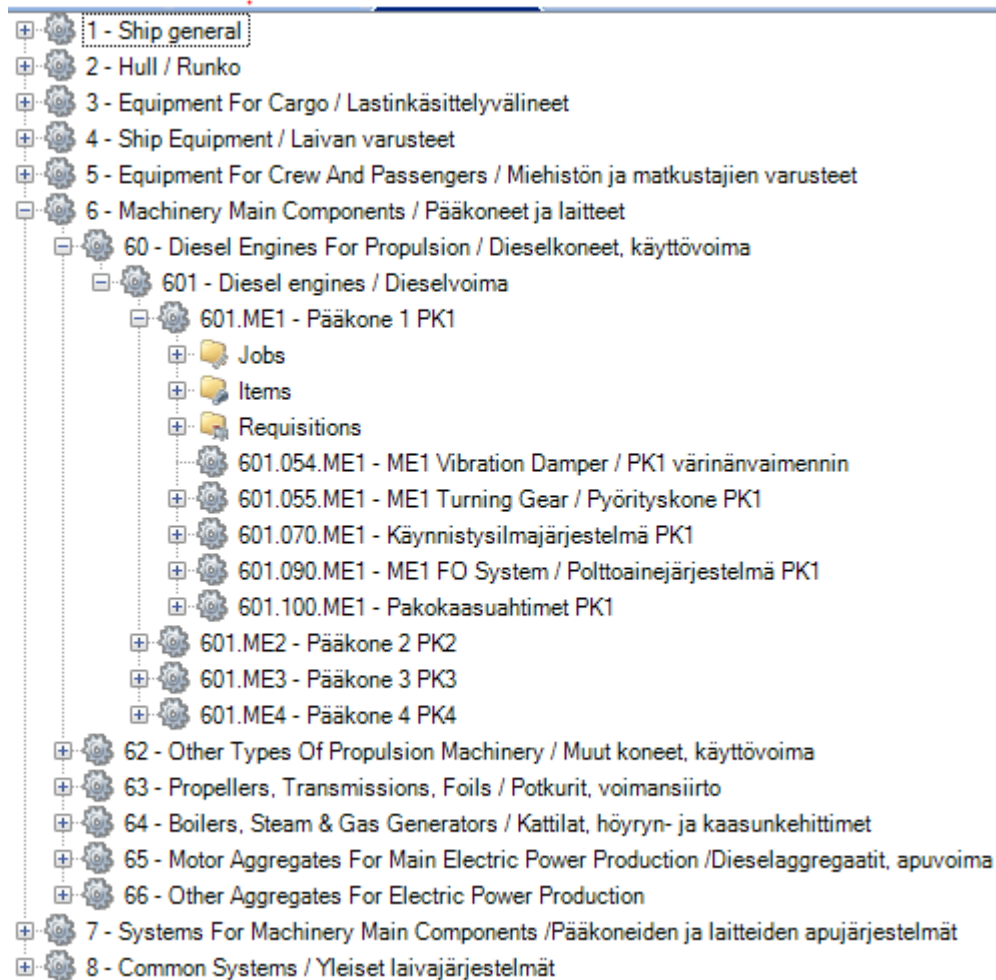 1 - Ship general
2 - Hull / Runko
3 - Equipment For Cargo / Lastinkäsittelyvälineet
4 - Ship Equipment / Laivan varusteet
5 - Equipment For Crew And Passengers / Miehistön ja matkustajien varusteet
6 - Machinery Main Components / Pääkoneet ja laitteet
60 - Diesel Engines For Propulsion / Dieselkoneet, käyttövoima
601 - Diesel engines / Dieselvoima
601.ME1 - Pääkone 1 PK1
Jobs
Items
Requisitions
601.054.ME1 - ME1 Vibration Damper / PK1 värinänvaimennin
601.055.ME1 - ME1 Turning Gear / Pyörityskone PK1
601.070.ME1 - Käynnistysilmajärjestelmä PK1
601.090.ME1 - ME1 FO System / Polttoainejärjestelmä PK1
601.100.ME1 - Pakokaasuahtimet PK1
601.ME2 - Pääkone 2 PK2
601.ME3 - Pääkone 3 PK3
601.ME4 - Pääkone 4 PK4
62 - Other Types Of Propulsion Machinery / Muut koneet, käyttövoima
63 - Propellers, Transmissions, Foils / Potkurit, voimansiirto
64 - Boilers, Steam & Gas Generators / Kattilat, höyryn- ja kaasunkehittimet
65 - Motor Aggregates For Main Electric Power Production /Dieselaggregaatit, apuvoima
66 - Other Aggregates For Electric Power Production
7 - Systems For Machinery Main Components /Pääkoneiden ja laitteiden apujärjestelmät
8 - Common Systems / Yleiset laivajärjestelmät